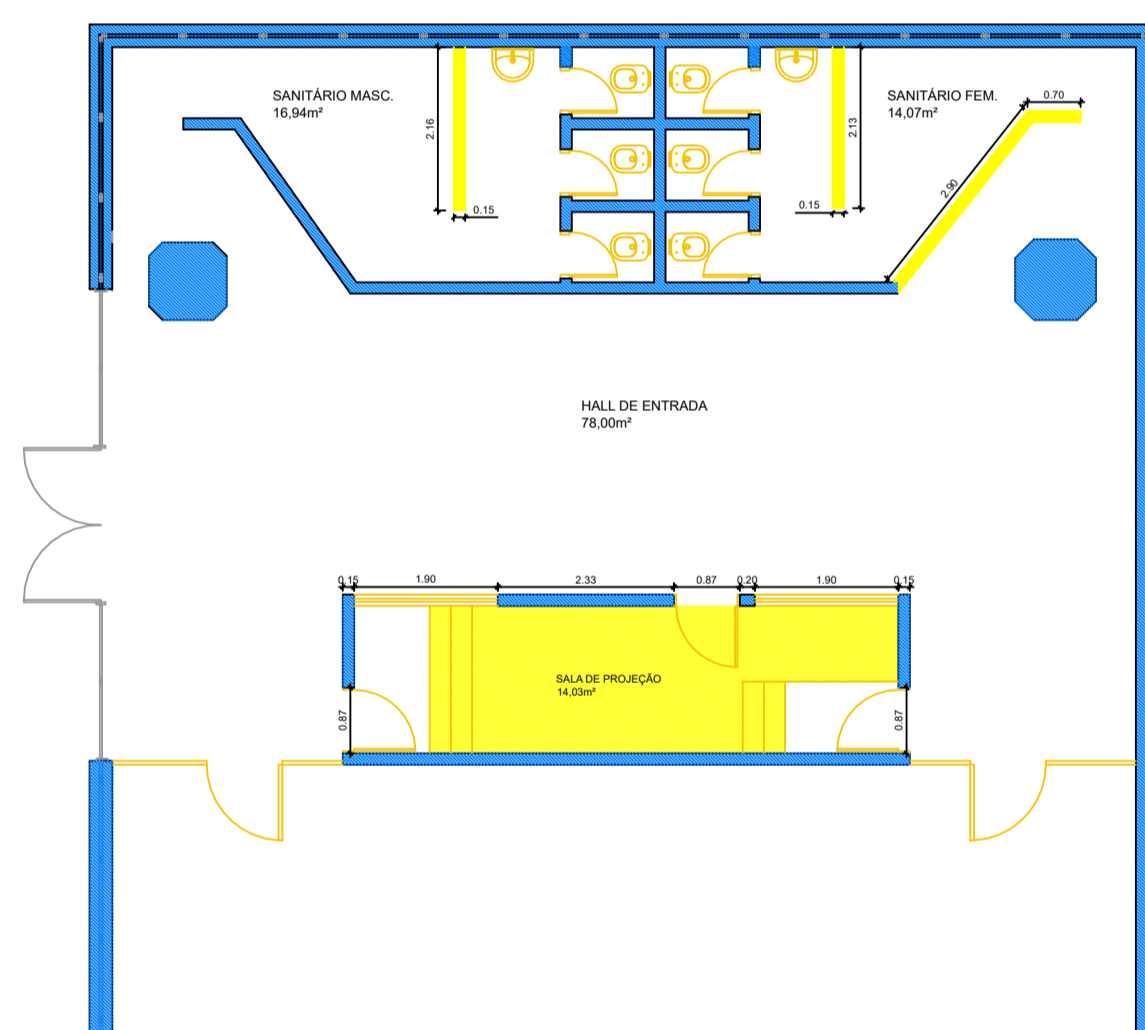 SANITÁRIO MASC.
16,94m²
SANITÁRIO FEM.
14,07m²
0.70
2.16
2.13
2.90
0.15
0.15
HALL DE ENTRADA
78,00m²
0.15
1.90
2.33
0.87
0.20
1.90
0.15
SALA DE PROJEÇÃO
14,03m²
0.87
0.87